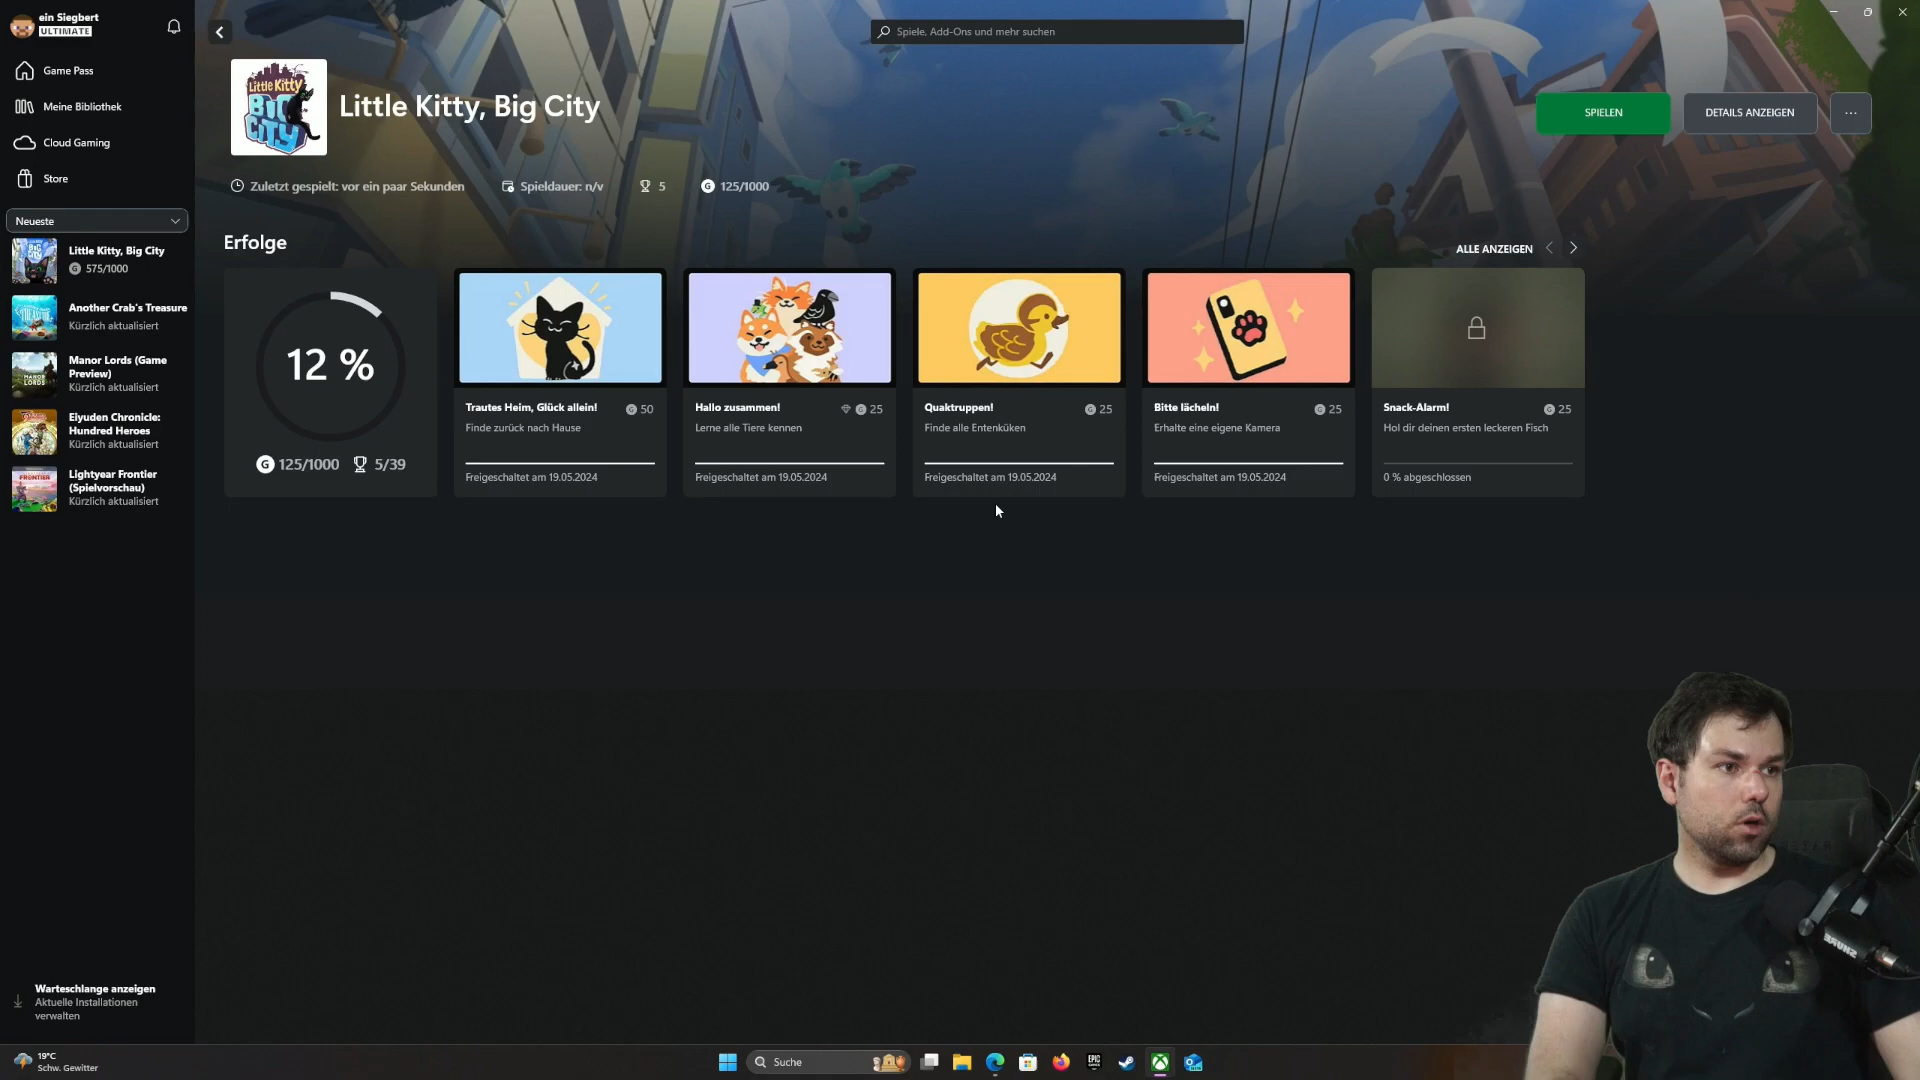 ein Siegbert
ULTIMATE
Game Pass
Meine Bibliothek
Cloud Gaming
Store
Neueste
Little Kitty, Big City
575/1000
Another Crab's Treasure
Kürzlich aktualisiert
Manor Lords (Game
Preview)
Kürzlich aktualisiert
Eiyuden Chronicle:
Hundred Heroes
Kürzlich aktualisiert
Lightyear Frontier
(Spielvorschau)
Kürzlich aktualisiert
Warteschlange anzeigen
Aktuelle Installationen
verwalten
Spiele, Add-Ons und mehr suchen
Little Kitty
BIG
CITY
Little Kitty, Big City
SPIELEN
DETAILS ANZEIGEN
Zuletzt gespielt: vor ein paar Sekunden
Spieldauer: n/v
5
125/1000
Erfolge
ALLE ANZEIGEN
12 %
G 125/1000 5/39
Trautes Heim, Glück allein!
G 50
Finde zurück nach Hause
Freigeschaltet am 19.05.2024
Hallo zusammen!
G 25
Lerne alle Tiere kennen
Freigeschaltet am 19.05.2024
Quaktruppen!
G 25
Finde alle Entenküken
Freigeschaltet am 19.05.2024
Bitte lächeln!
G 25
Erhalte eine eigene Kamera
Freigeschaltet am 19.05.2024
Snack-Alarm!
G 25
Hol dir deinen ersten leckeren Fisch
0 % abgeschlossen
SHURE
19°C
Schw. Gewitter
Suche
EPIC